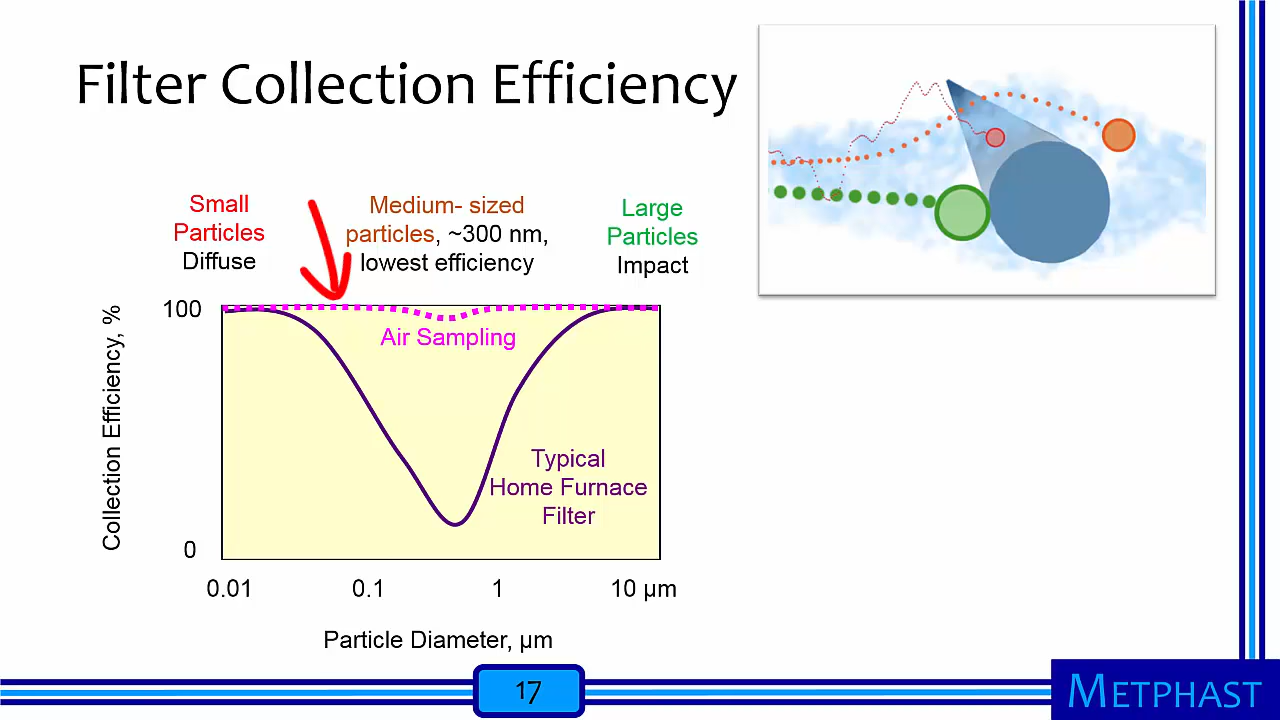 Filter Collection Efficiency
Small
Particles
Diffuse
Medium- sized
particles, ~300 nm,
lowest efficiency
Large
Particles
Impact
Collection Efficiency, %
100
0
Air Sampling
Typical
Home Furnace
Filter
0.01 0.1 1 10 µm
Particle Diameter, µm
17
METPHAST